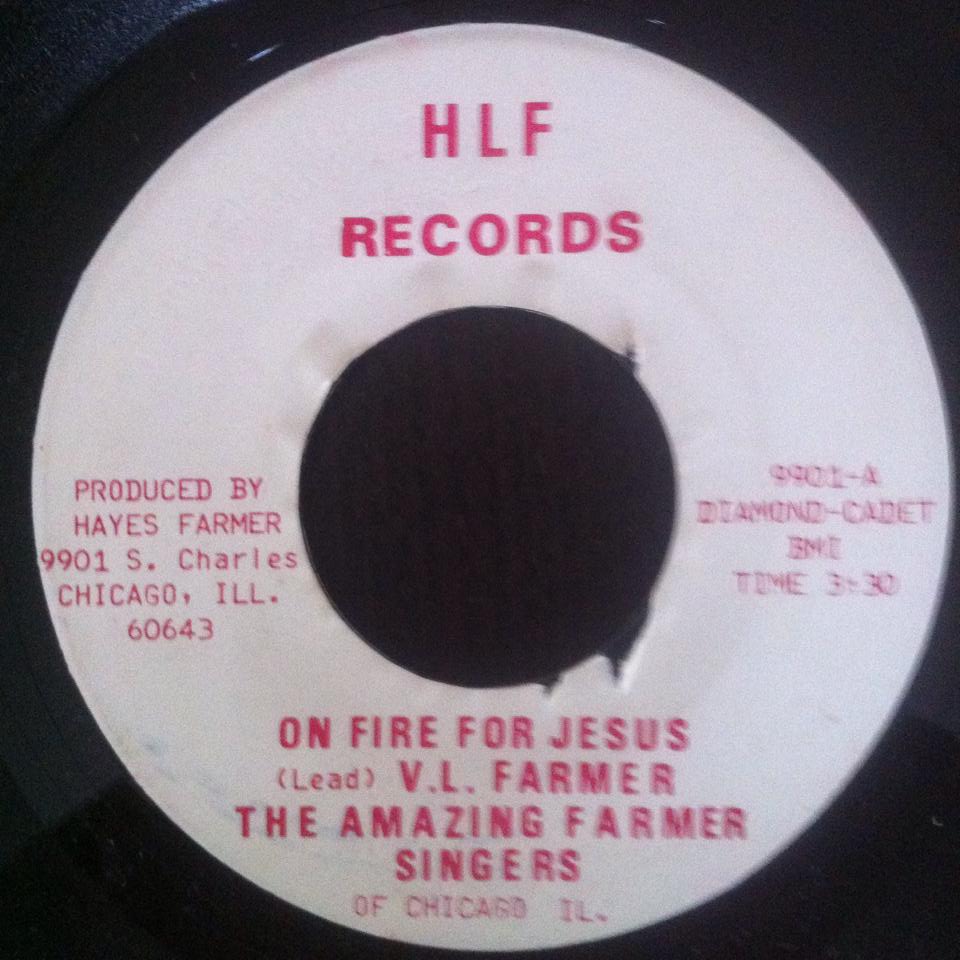 HLF
RECORDS
PRODUCED BY
HAYES FARMER
9901 S. Charles
CHICAGO, ILL.
60643
9901-A
DIAMOND-CADET
BMI
TIME 3:30
ON FIRE FOR JESUS
(Lead) V.L. FARMER
THE AMAZING FARMER
SINGERS
OF CHICAGO IL.